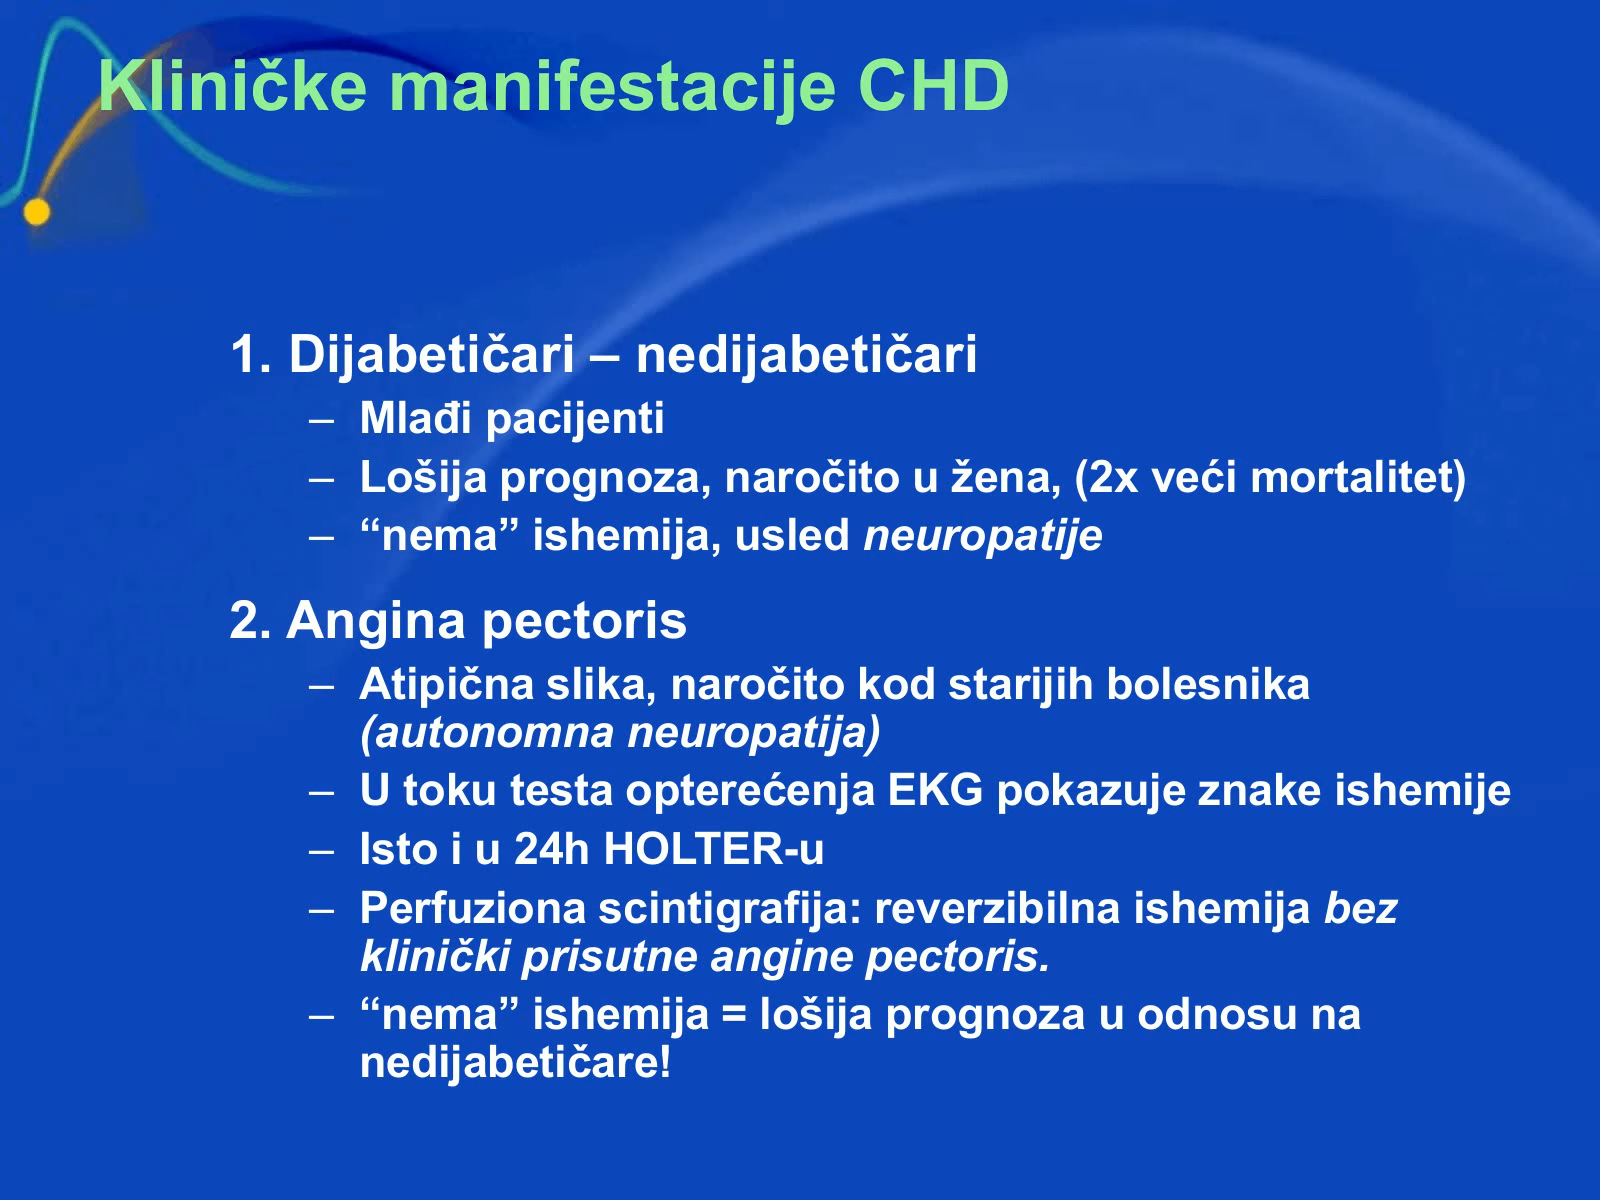 Kliničke manifestacije CHD
1. Dijabetičari – nedijabetičari
– Mlađi pacijenti
– Lošija prognoza, naročito u žena, (2x veći mortalitet)
– “nema” ishemija, usled neuropatije
2. Angina pectoris
– Atipična slika, naročito kod starijih bolesnika
(autonomna neuropatija)
– U toku testa opterećenja EKG pokazuje znake ishemije
– Isto i u 24h HOLTER-u
– Perfuziona scintigrafija: reverzibilna ishemija bez
klinički prisutne angine pectoris.
– “nema” ishemija = lošija prognoza u odnosu na
nedijabetičare!